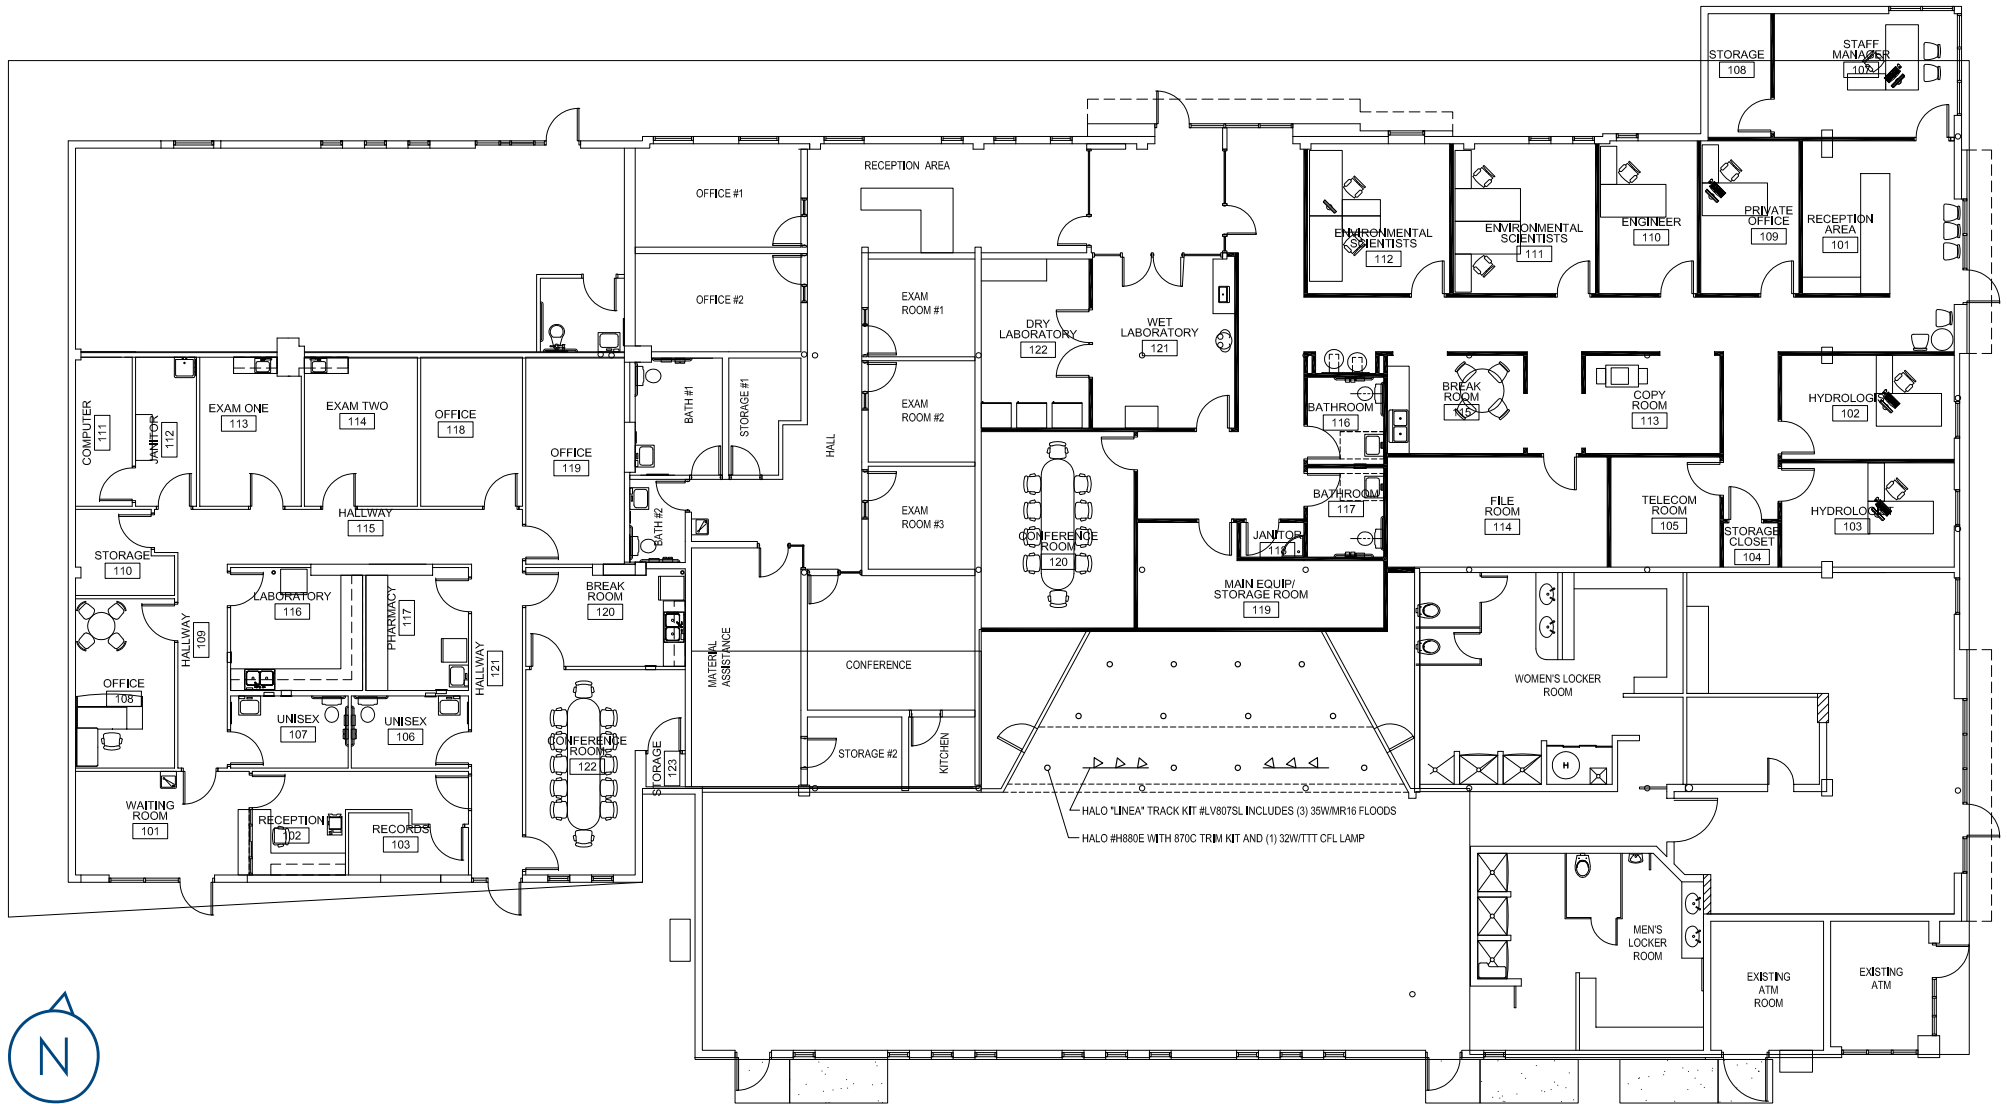 STORAGE
108
STAFF
MANAGER
107
RECEPTION AREA
OFFICE #1
OFFICE #2
EXAM
ROOM #1
EXAM
ROOM #2
EXAM
ROOM #3
HALL
DRY
LABORATORY
122
WET
LABORATORY
121
ENVIRONMENTAL
SCIENTISTS
112
ENVIRONMENTAL
SCIENTISTS
111
ENGINEER
110
PRIVATE
OFFICE
109
RECEPTION
AREA
101
COMPUTER
111
JANITOR
112
EXAM ONE
113
EXAM TWO
114
OFFICE
118
OFFICE
119
BATH #1
STORAGE #1
BATH #2
BATHROOM
116
BATHROOM
117
BREAK
ROOM
115
COPY
ROOM
113
HYDROLOGIST
102
HYDROLOGIST
103
FILE
ROOM
114
TELECOM
ROOM
105
STORAGE
CLOSET
104
HALLWAY
115
STORAGE
110
CONFERENCE
ROOM
120
JANITOR
118
MAIN EQUIP/
STORAGE ROOM
119
LABORATORY
116
PHARMACY
117
BREAK
ROOM
120
HALLWAY
109
HALLWAY
121
OFFICE
108
UNISEX
107
UNISEX
106
MATERIAL
ASSISTANCE
CONFERENCE
STORAGE #2
KITCHEN
CONFERENCE
ROOM
122
STORAGE
123
WAITING
ROOM
101
RECEPTION
102
RECORDS
103
WOMEN'S LOCKER
ROOM
H
HALO "LINEA" TRACK KIT #LV807SL INCLUDES (3) 35W/MR16 FLOODS
HALO #H880E WITH 870C TRIM KIT AND (1) 32W/TTT CFL LAMP
MEN'S
LOCKER
ROOM
EXISTING
ATM
ROOM
EXISTING
ATM
N